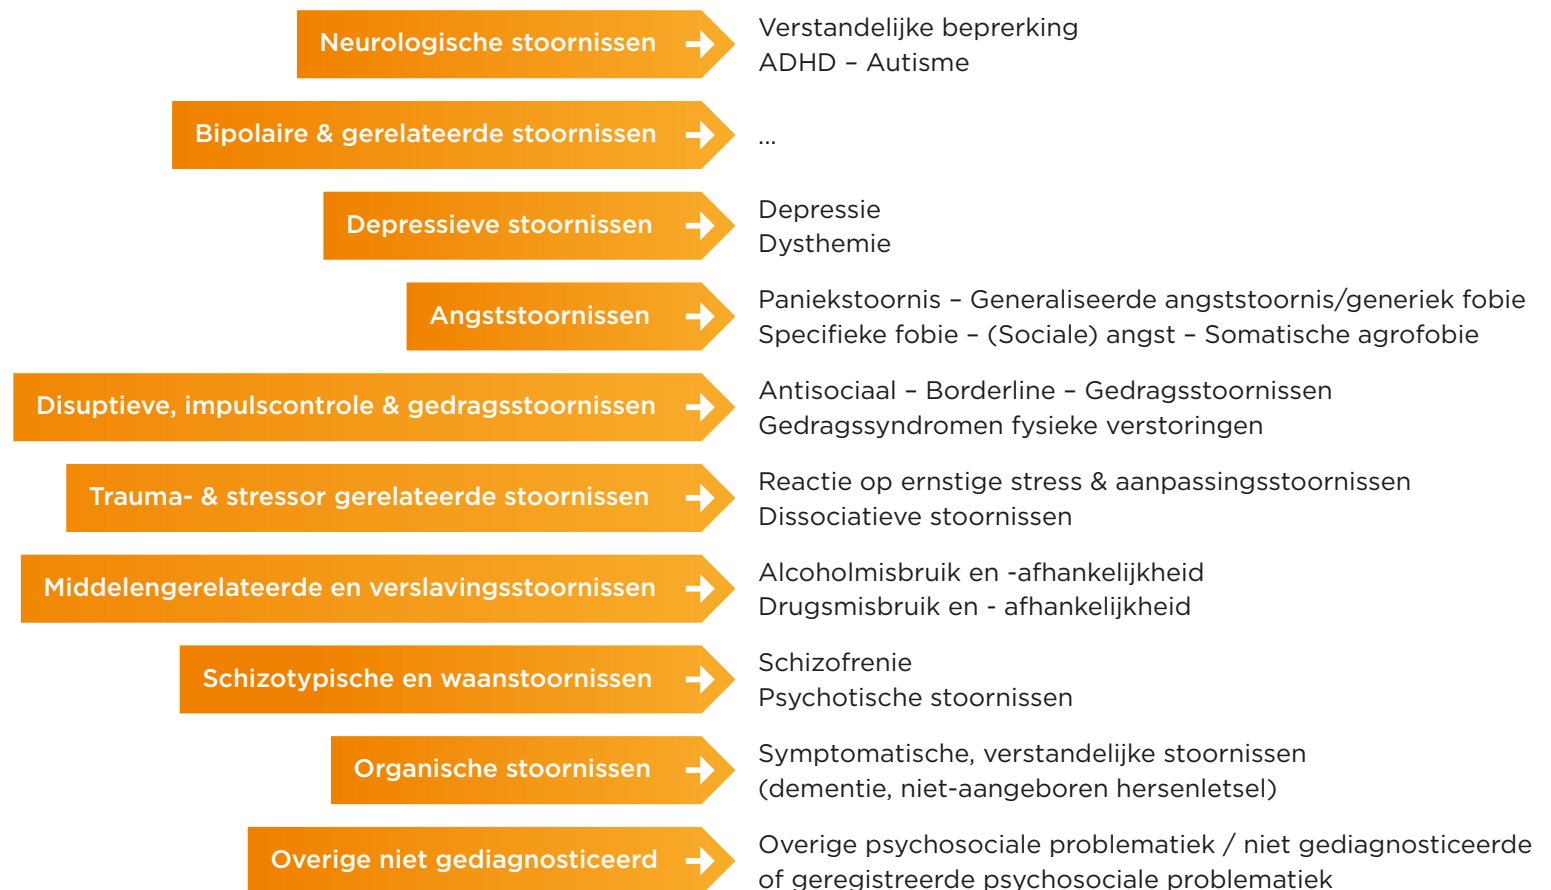 Neurologische stoornissen
Verstandelijke beprerking
ADHD – Autisme
Bipolaire & gerelateerde stoornissen
...
Depressieve stoornissen
Depressie
Dysthemie
Angststoornissen
Paniekstoornis – Generaliseerde angststoornis/generiek fobie
Specifieke fobie – (Sociale) angst – Somatische agrofobie
Disuptieve, impulscontrole & gedragsstoornissen
Antisociaal – Borderline – Gedragsstoornissen
Gedragssyndromen fysieke verstoringen
Trauma- & stressor gerelateerde stoornissen
Reactie op ernstige stress & aanpassingsstoornissen
Dissociatieve stoornissen
Middelengerelateerde en verslavingsstoornissen
Alcoholmisbruik en -afhankelijkheid
Drugsmisbruik en - afhankelijkheid
Schizotypische en waanstoornissen
Schizofrenie
Psychotische stoornissen
Organische stoornissen
Symptomatische, verstandelijke stoornissen
(dementie, niet-aangeboren hersenletsel)
Overige niet gediagnosticeerd
Overige psychosociale problematiek / niet gediagnosticeerde
of geregistreerde psychosociale problematiek